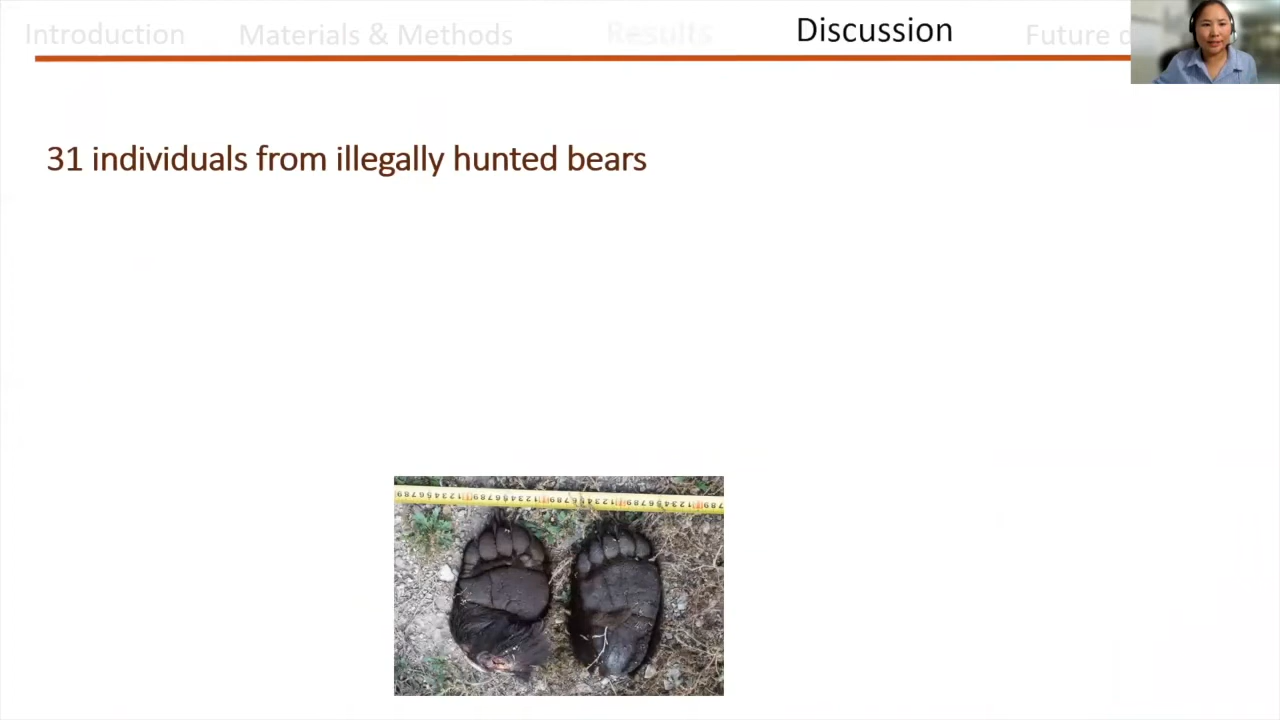 Introduction
Materials & Methods
Results
Discussion
Future
31 individuals from illegally hunted bears